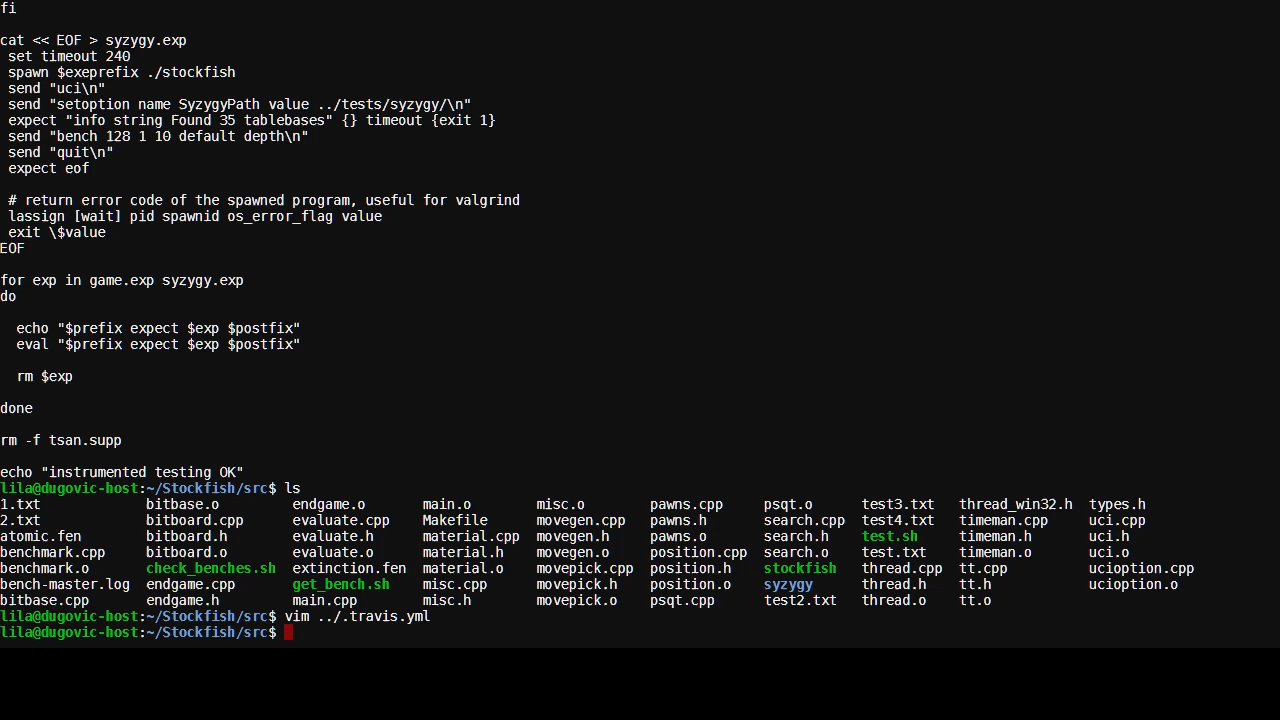 fi
cat << EOF > syzygy.exp
 set timeout 240
 spawn $exeprefix ./stockfish
 send "uci\n"
 send "setoption name SyzygyPath value ../tests/syzygy/\n"
 expect "info string Found 35 tablebases" {} timeout {exit 1}
 send "bench 128 1 10 default depth\n"
 send "quit\n"
 expect eof
 # return error code of the spawned program, useful for valgrind
 lassign [wait] pid spawnid os_error_flag value
 exit \$value
EOF
for exp in game.exp syzygy.exp
do
  echo "$prefix expect $exp $postfix"
  eval "$prefix expect $exp $postfix"
  rm $exp
done
rm -f tsan.supp
echo "instrumented testing OK"
lila@dugovic-host:~/Stockfish/src$ ls
1.txt             bitbase.o         endgame.o       main.o        misc.o        pawns.cpp     psqt.o      test3.txt   thread_win32.h  types.h
2.txt             bitboard.cpp      evaluate.cpp    Makefile      movegen.cpp   pawns.h       search.cpp  test4.txt   timeman.cpp     uci.cpp
atomic.fen        bitboard.h        evaluate.h      material.cpp  movegen.h     pawns.o       search.h    test.sh     timeman.h       uci.h
benchmark.cpp     bitboard.o        evaluate.o      material.h    movegen.o     position.cpp  search.o    test.txt    timeman.o       uci.o
benchmark.o       check_benches.sh  extinction.fen  material.o    movepick.cpp  position.h    stockfish   thread.cpp  tt.cpp          ucioption.cpp
bench-master.log  endgame.cpp       get_bench.sh    misc.cpp      movepick.h    position.o    syzygy      thread.h    tt.h            ucioption.o
bitbase.cpp       endgame.h         main.cpp        misc.h        movepick.o    psqt.cpp      test2.txt   thread.o    tt.o
lila@dugovic-host:~/Stockfish/src$ vim ../.travis.yml
lila@dugovic-host:~/Stockfish/src$